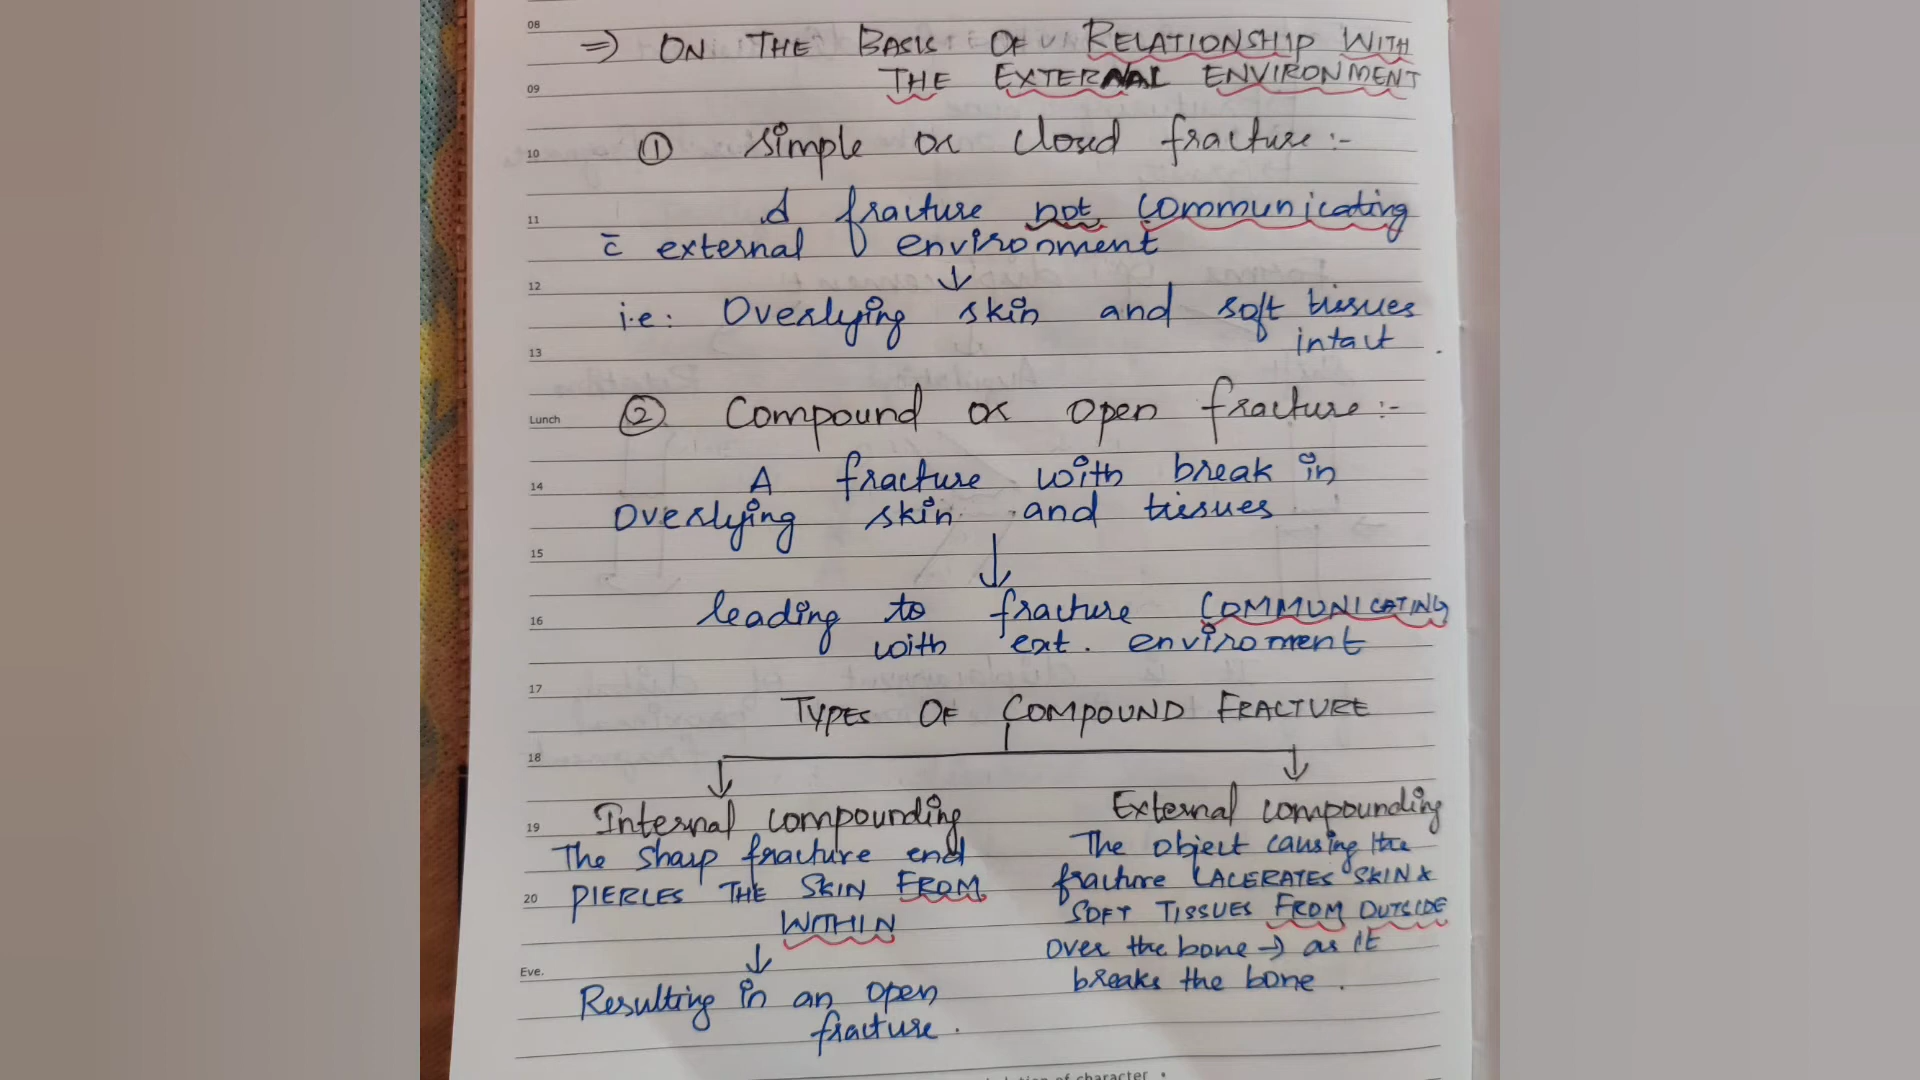 08
⇒ ON THE BASIS OF RELATIONSHIP WITH
THE EXTERNAL ENVIRONMENT
09
① simple or closed fracture :-
10
A fracture not communicating
11
c̄ external environment
↓
12
i.e: Overlying skin and soft tissues
intact
13
② Compound or open fracture :-
Lunch
A fracture with break in
14
overlying skin and tissues
↓
15
leading to fracture COMMUNICATING
16
with ext. enviroment
17
TYPES OF COMPOUND FRACTURE
18
Internal compounding
19
The sharp fracture end
PIERCES THE SKIN FROM
20
WITHIN
↓
Eve.
Resulting in an open
fracture.
External compounding
The object causing the
fracture LACERATES SKIN &
SOFT TISSUES FROM OUTSIDE
over the bone → as it
breaks the bone.
of character